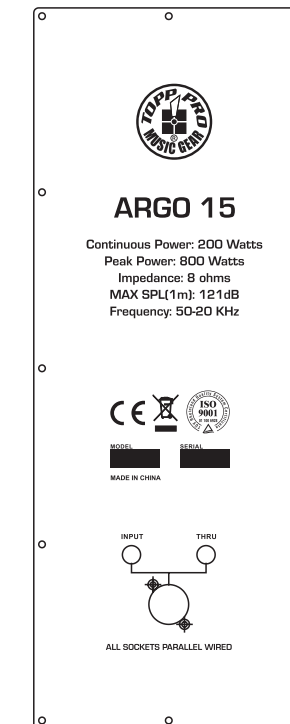 TOPP PRO
MUSIC GEAR
®
ARGO 15
Continuous Power: 200 Watts
Peak Power: 800 Watts
Impedance: 8 ohms
MAX SPL(1m): 121dB
Frequency: 50-20 KHz
CE
ISO
9001
MODEL
SERIAL
MADE IN CHINA
INPUT
THRU
ALL SOCKETS PARALLEL WIRED